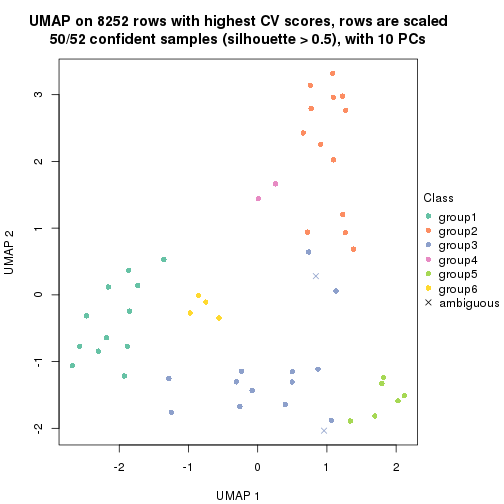 UMAP on 8252 rows with highest CV scores, rows are scaled
50/52 confident samples (silhouette > 0.5), with 10 PCs
3
2
1
0
-1
-2
UMAP 2
-2 -1 0 1 2
UMAP 1
Class
group1
group2
group3
group4
group5
group6
ambiguous